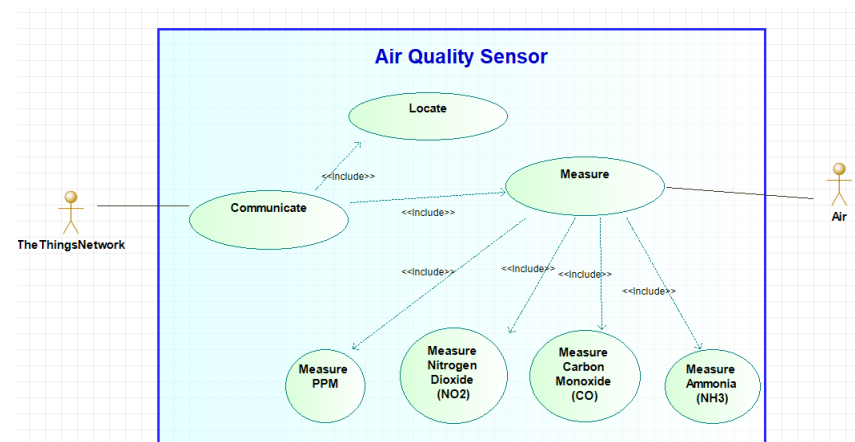 Air Quality Sensor
Locate
<<Include>>
Measure
Communicate
<<Include>>
TheThingsNetwork
Air
<<Include>>
<<Include>>
<<Include>>
<<Include>>
Measure
PPM
Measure
Nitrogen
Dioxide
(NO2)
Measure
Carbon
Monoxide
(CO)
Measure
Ammonia
(NH3)